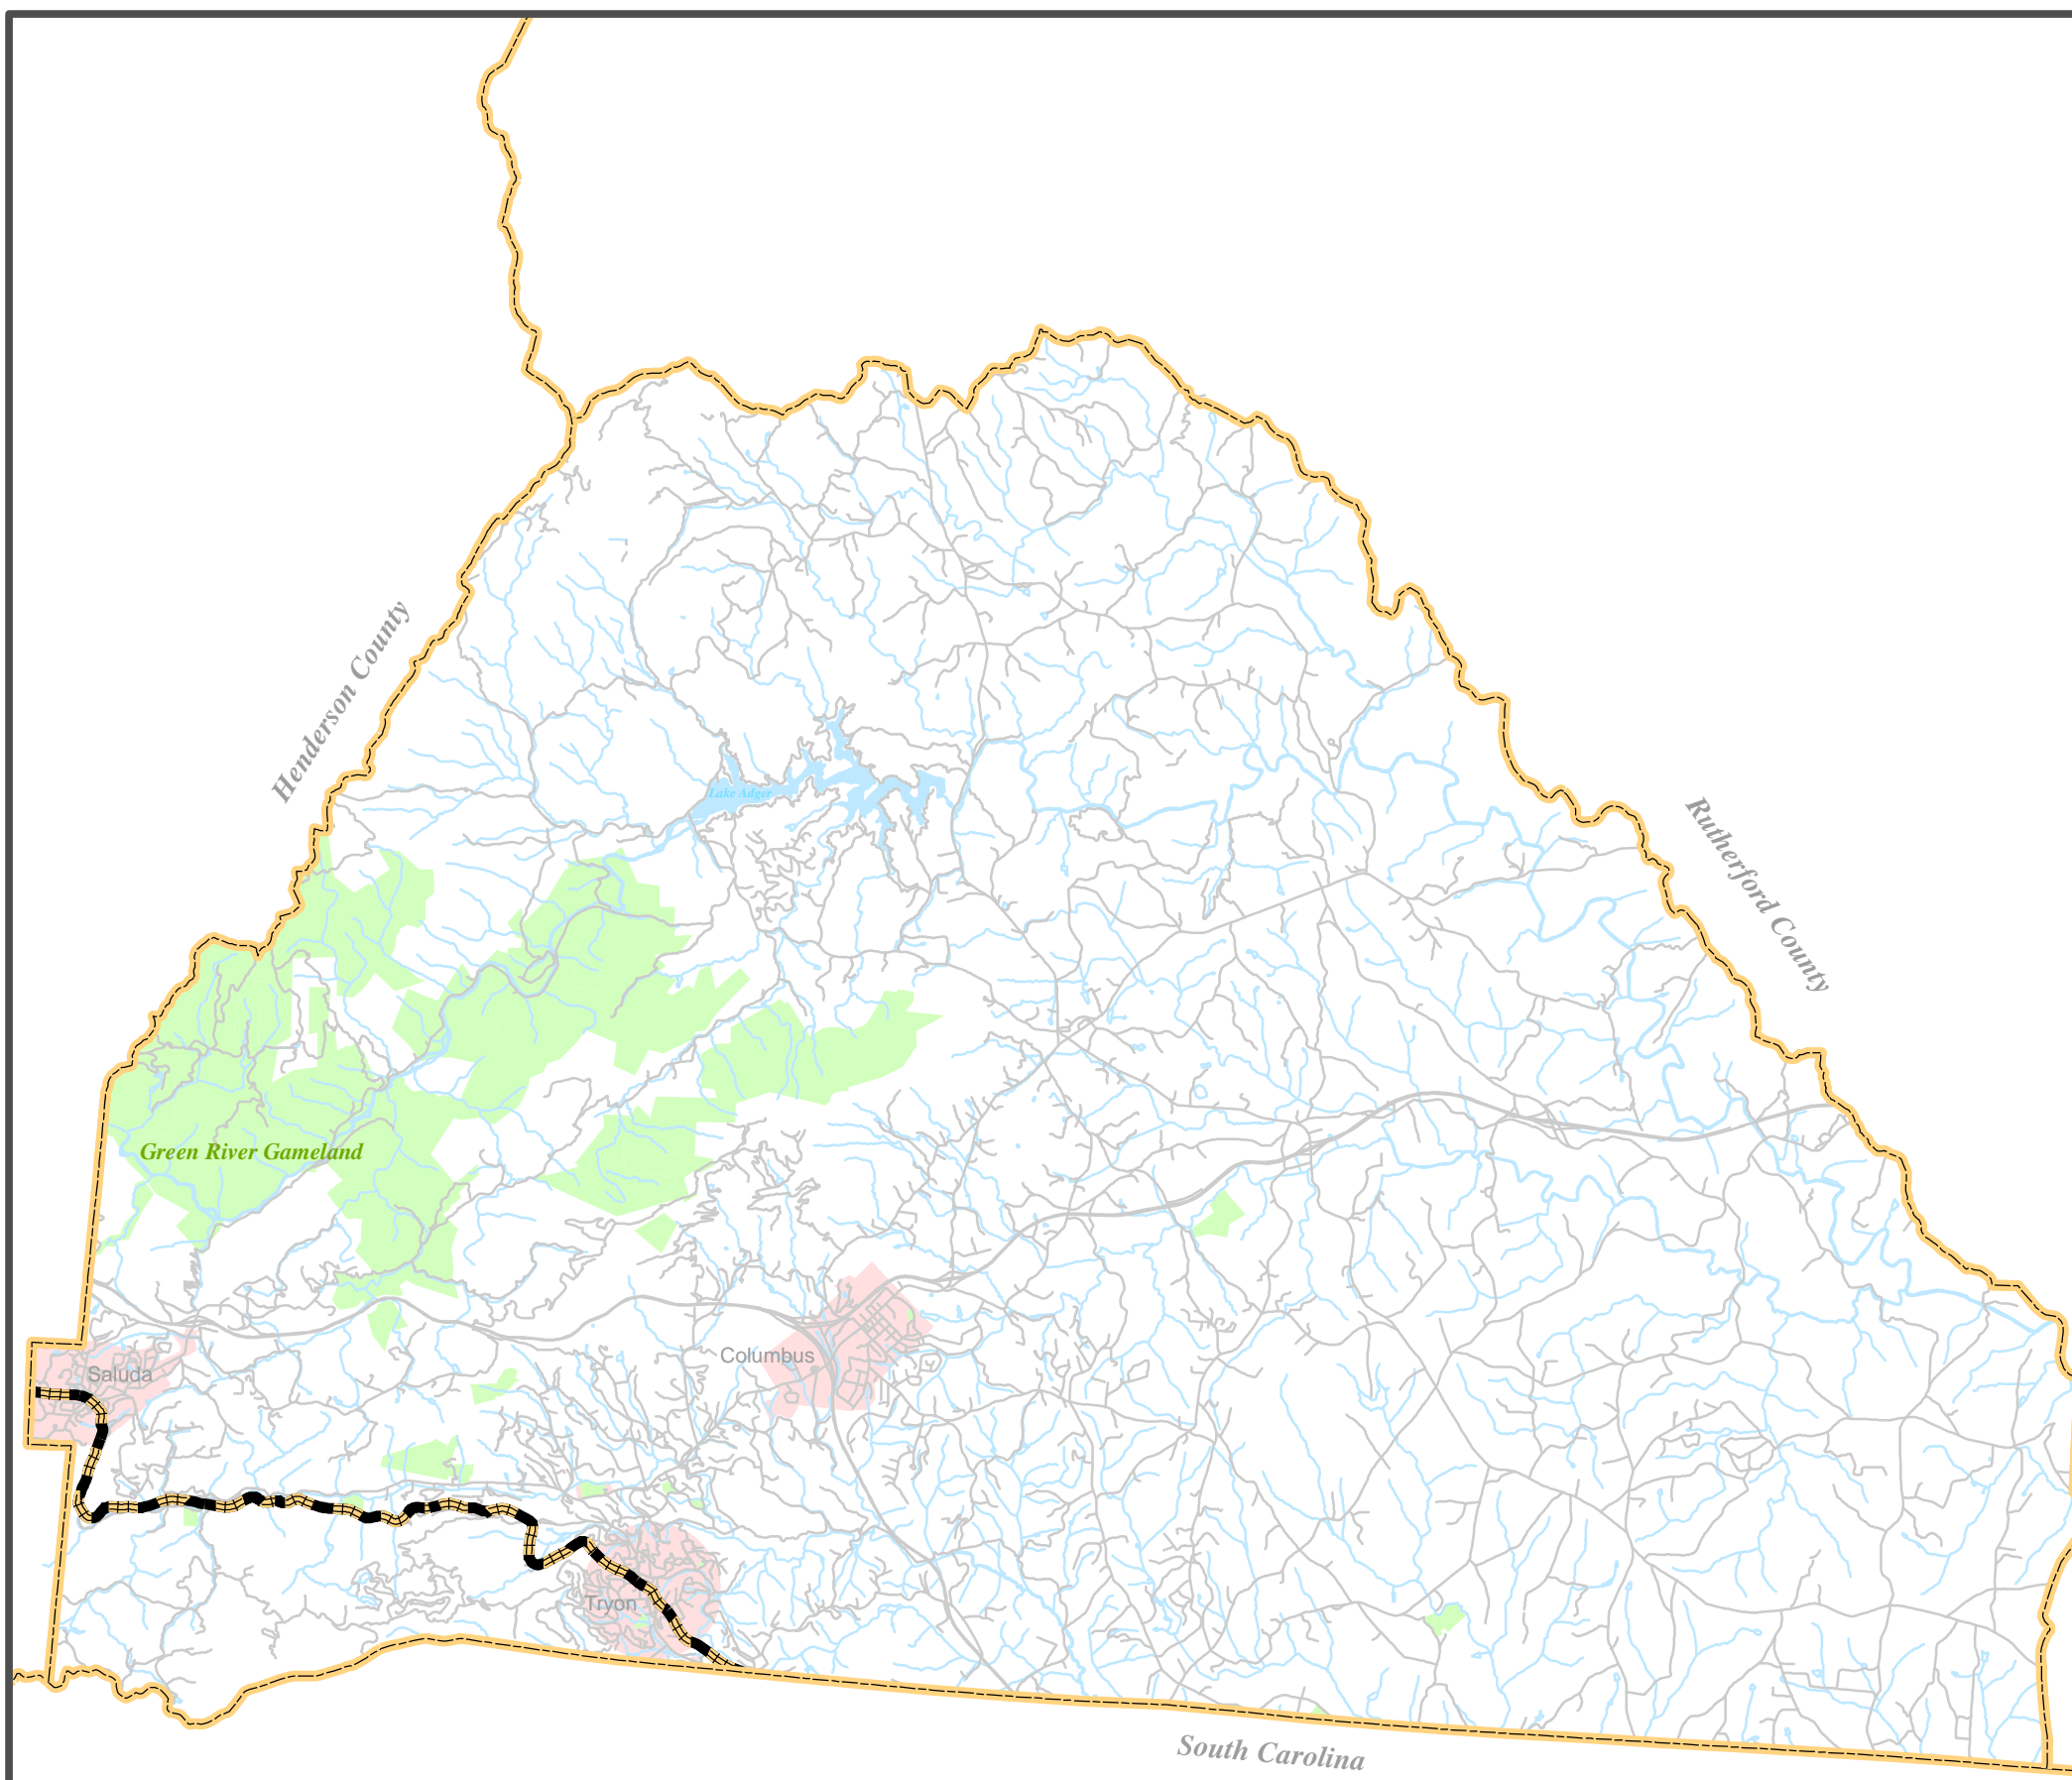 Henderson County
Lake Adger
Rutherford County
Green River Gameland
Columbus
Saluda
Tryon
South Carolina